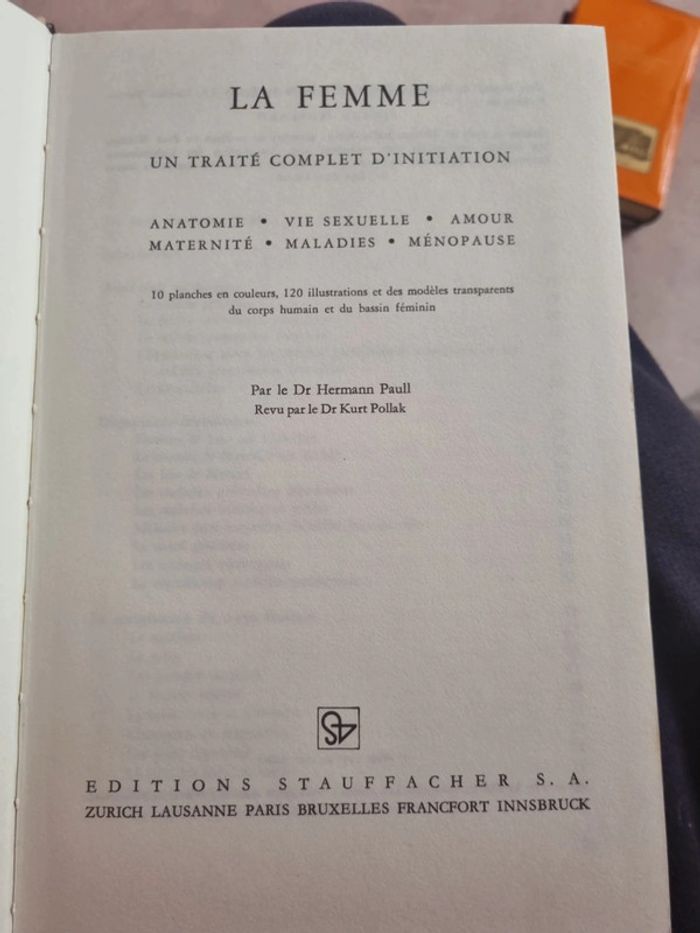 LA FEMME
UN TRAITÉ COMPLET D'INITIATION
ANATOMIE • VIE SEXUELLE • AMOUR
MATERNITÉ • MALADIES • MÉNOPAUSE
10 planches en couleurs, 120 illustrations et des modèles transparents
du corps humain et du bassin féminin
Par le Dr Hermann Paull
Revu par le Dr Kurt Pollak
EDITIONS STAUFFACHER S. A.
ZURICH LAUSANNE PARIS BRUXELLES FRANCFORT INNSBRUCK